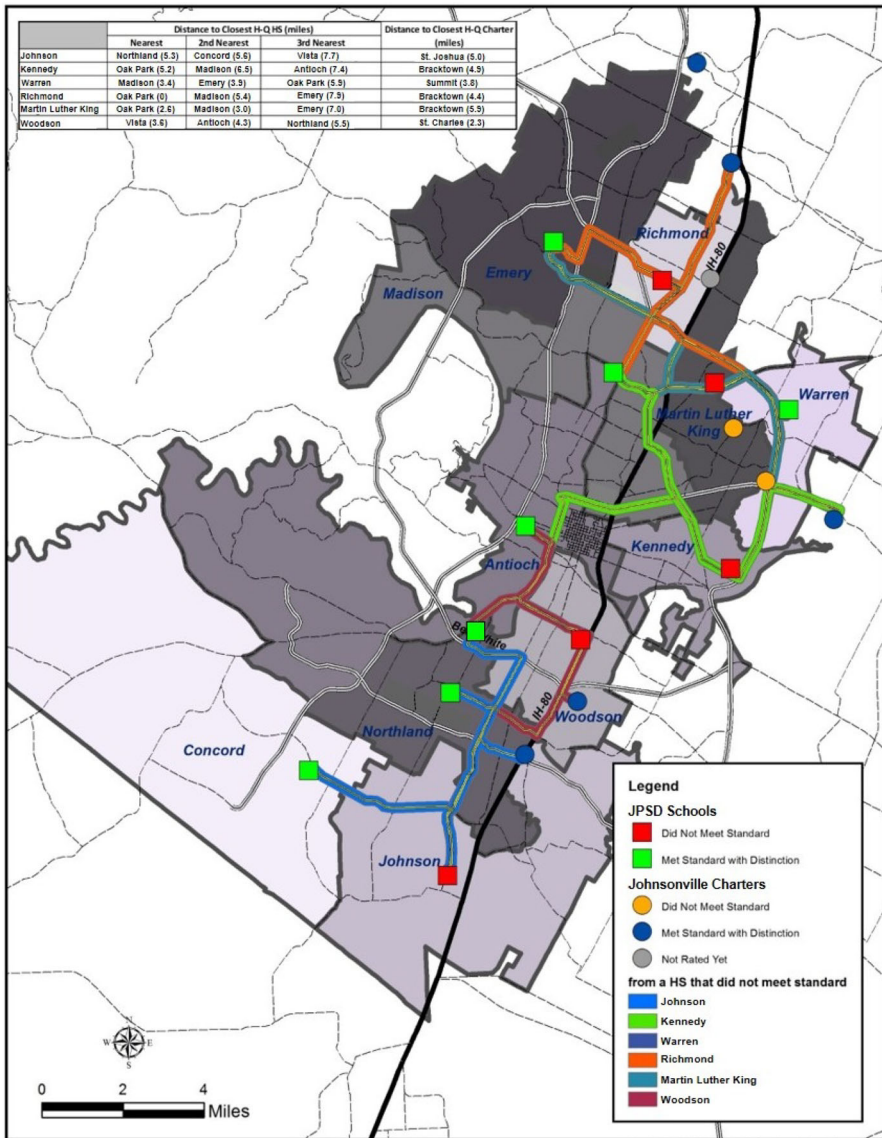 Distance to Closest H-Q HS (miles) Distance to Closest H-Q Charter (miles)
Nearest 2nd Nearest 3rd Nearest
Johnson Northland (5.3) Concord (5.6) Vista (7.7) St. Joshua (5.0)
Kennedy Oak Park (5.2) Madison (6.5) Antioch (7.4) Bracktown (4.9)
Warren Madison (3.4) Emery (3.9) Oak Park (5.9) Summit (3.8)
Richmond Oak Park (0) Madison (5.4) Emery (7.9) Bracktown (4.4)
Martin Luther King Oak Park (2.6) Madison (3.0) Emery (7.0) Bracktown (5.9)
Woodson Vista (3.6) Antioch (4.3) Northland (5.5) St. Charles (2.3)
Richmond
IH-80
Emery
Madison
Warren
Martin Luther
King
Kennedy
Antioch
IH-80
Woodson
Northland
Concord
Johnson
Legend
JPSD Schools
Did Not Meet Standard
Met Standard with Distinction
Johnsonville Charters
Did Not Meet Standard
Met Standard with Distinction
Not Rated Yet
from a HS that did not meet standard
Johnson
Kennedy
Warren
Richmond
Martin Luther King
Woodson
N
W E
S
0 2 4
Miles